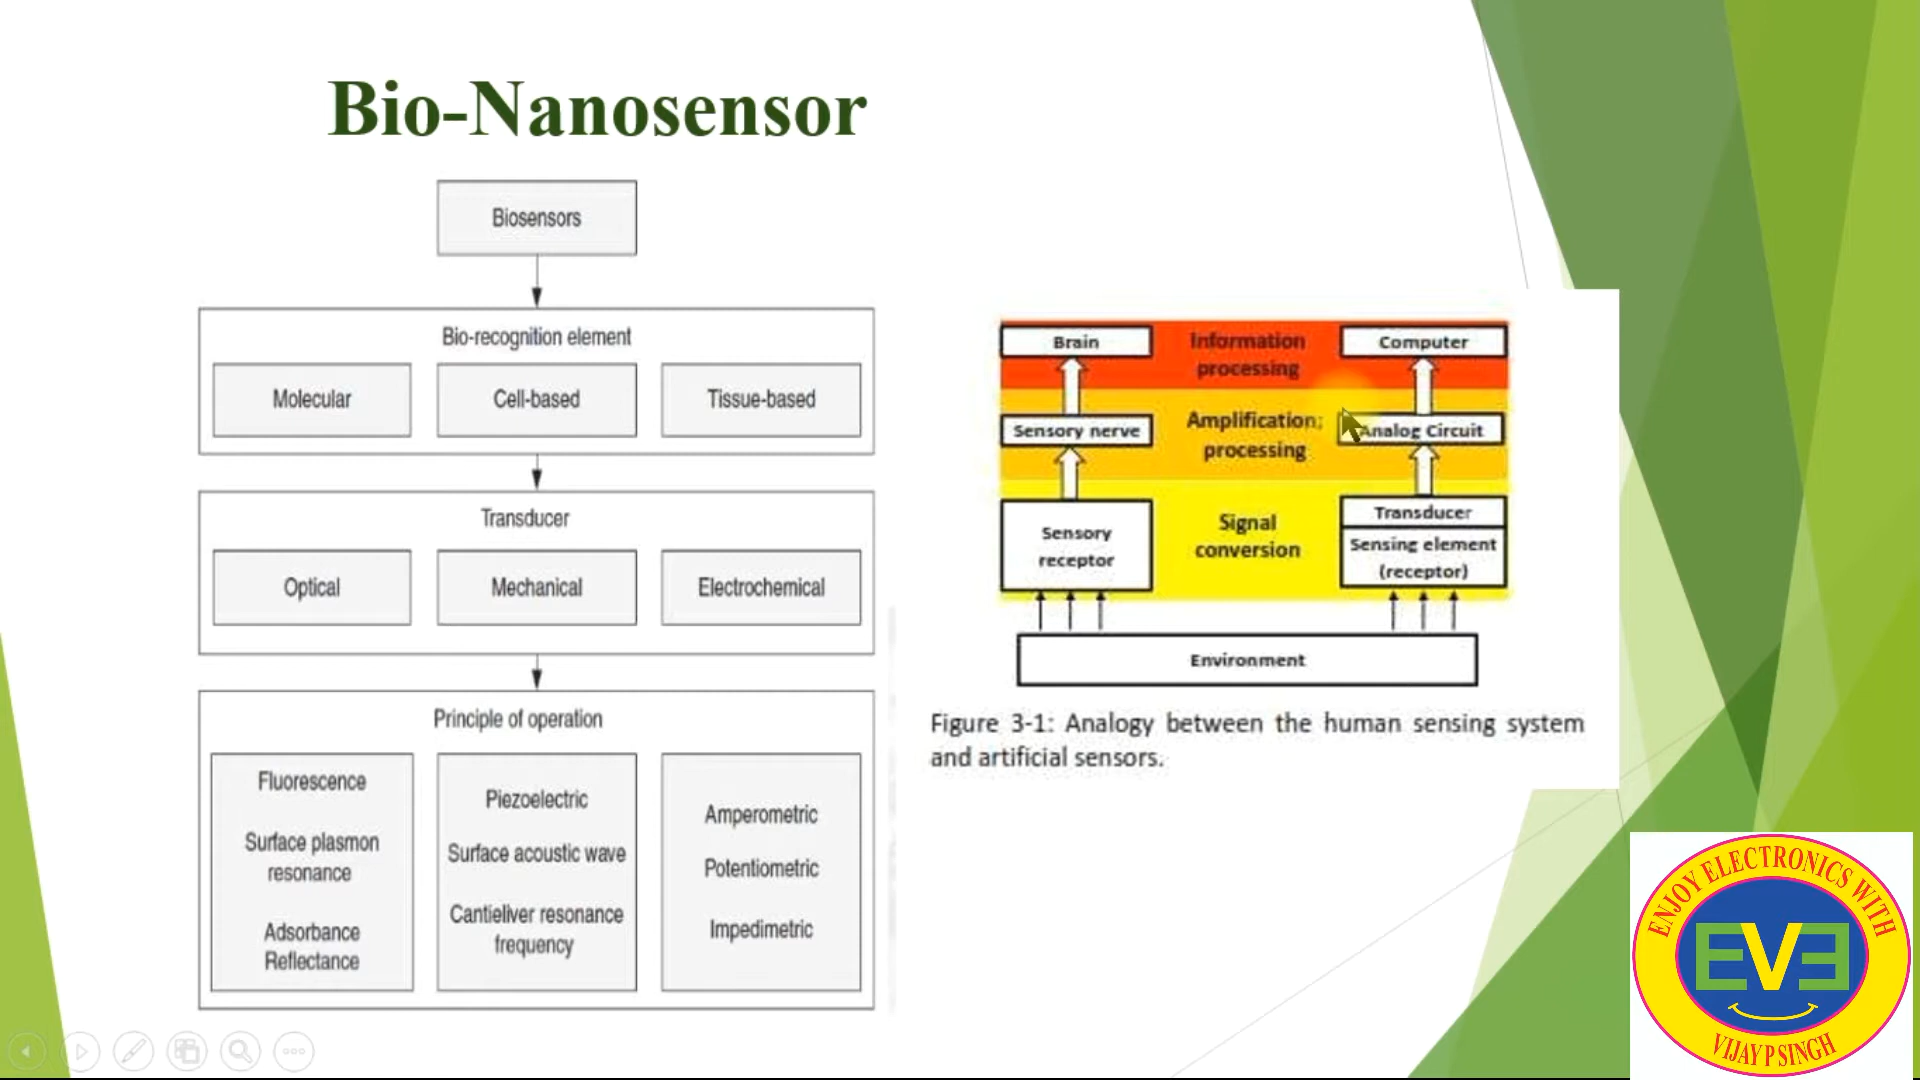 Bio-Nanosensor
Biosensors
Bio-recognition element
Molecular
Cell-based
Tissue-based
Transducer
Optical
Mechanical
Electrochemical
Principle of operation
Fluorescence
Surface plasmon
resonance
Adsorbance
Reflectance
Piezoelectric
Surface acoustic wave
Cantieliver resonance
frequency
Amperometric
Potentiometric
Impedimetric
Brain
Information
processing
Computer
Sensory nerve
Amplification;
processing
Analog Circuit
Sensory
receptor
Signal
conversion
Transducer
Sensing element
(receptor)
Environment
Figure 3-1: Analogy between the human sensing system
and artificial sensors.
ENJOY ELECTRONICS WITH
EVE
VIJAY P SINGH